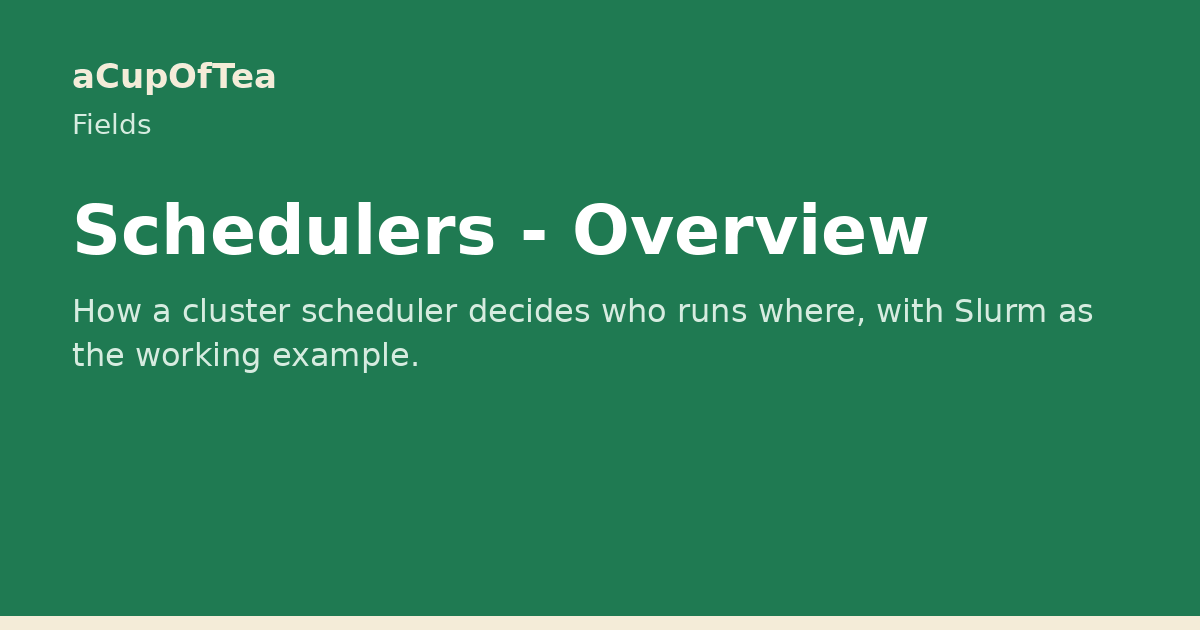 aCupOfTea
Fields
Schedulers - Overview
How a cluster scheduler decides who runs where, with Slurm as
the working example.